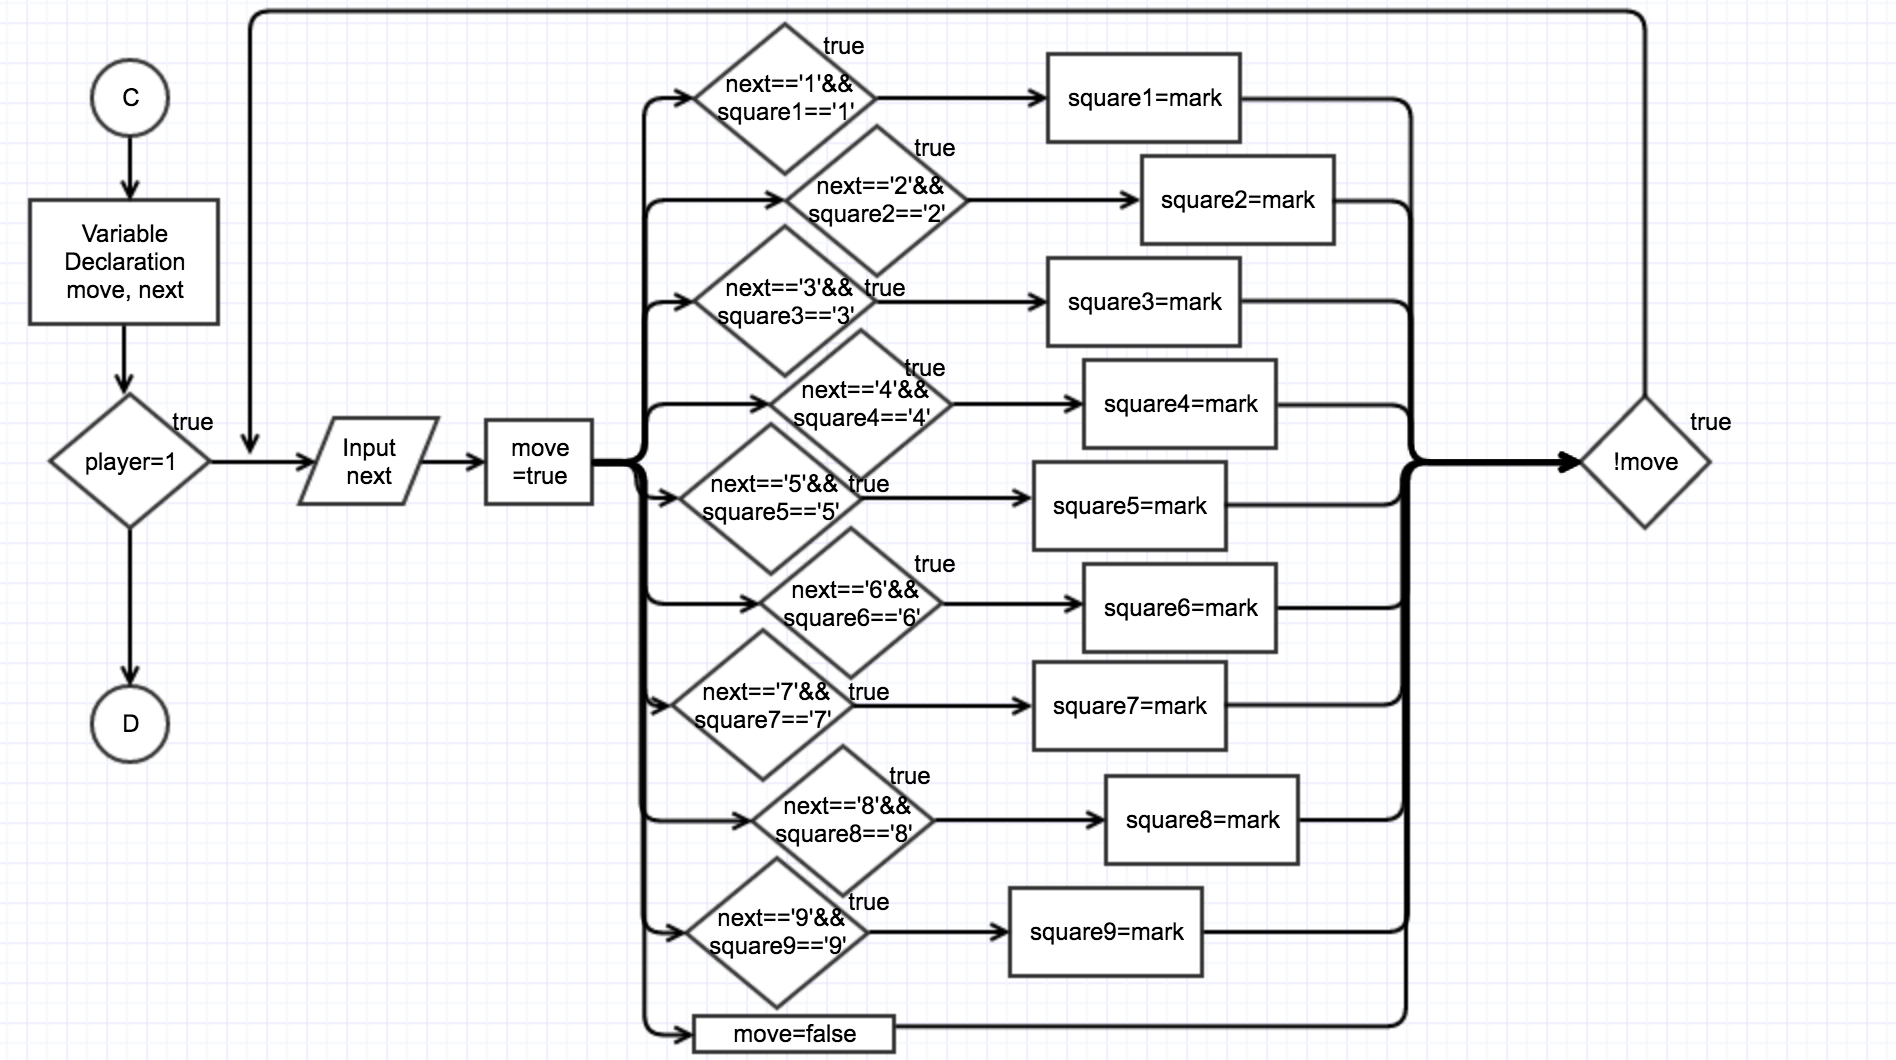 C
Variable
Declaration
move, next
player=1
true
D
Input
next
move
=true
true
next=='1'&&
square1=='1'
square1=mark
true
next=='2'&&
square2=='2'
square2=mark
next=='3'&& true
square3=='3'
square3=mark
true
next=='4'&&
square4=='4'
square4=mark
next=='5'&& true
square5=='5'
square5=mark
true
next=='6'&&
square6=='6'
square6=mark
next=='7'&& true
square7=='7'
square7=mark
true
next=='8'&&
square8=='8'
square8=mark
true
next=='9'&&
square9=='9'
square9=mark
move=false
true
!move